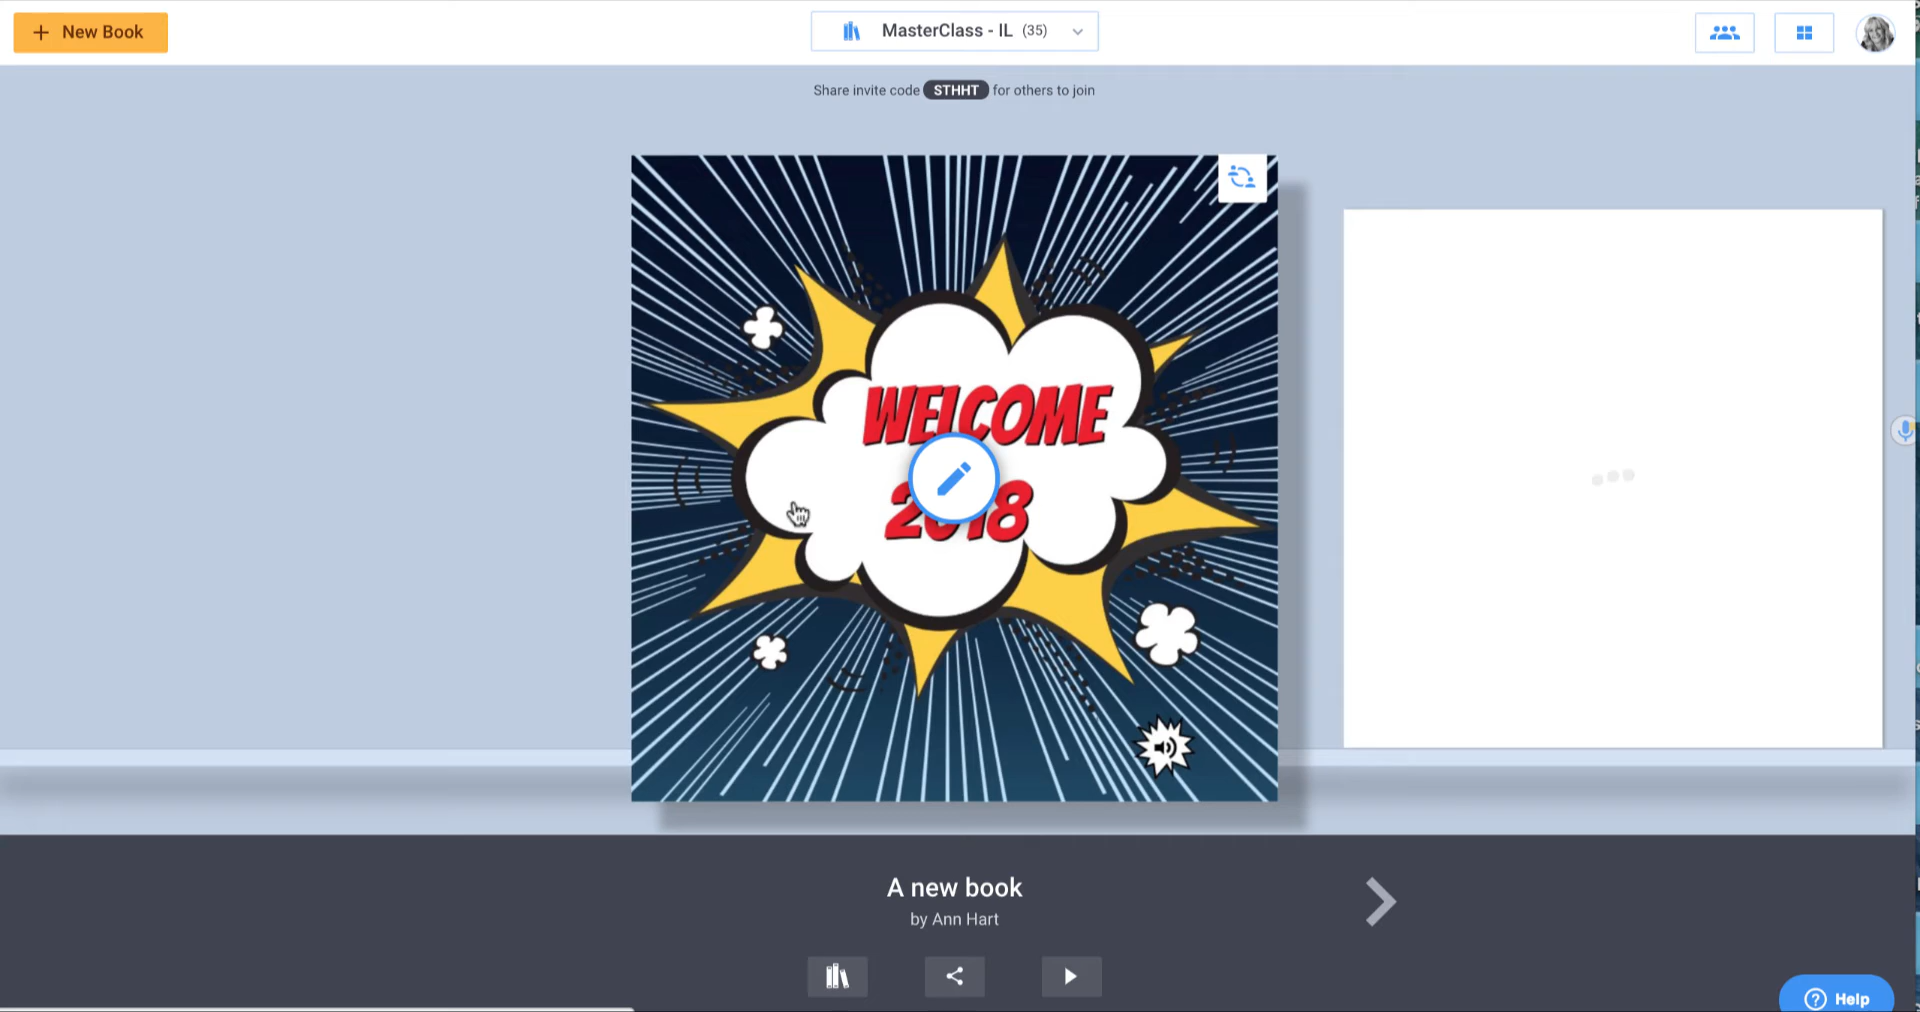 New Book
MasterClass - IL (35)
Share invite code STHHT for others to join
WELCOME
2018
A new book
by Ann Hart
Help